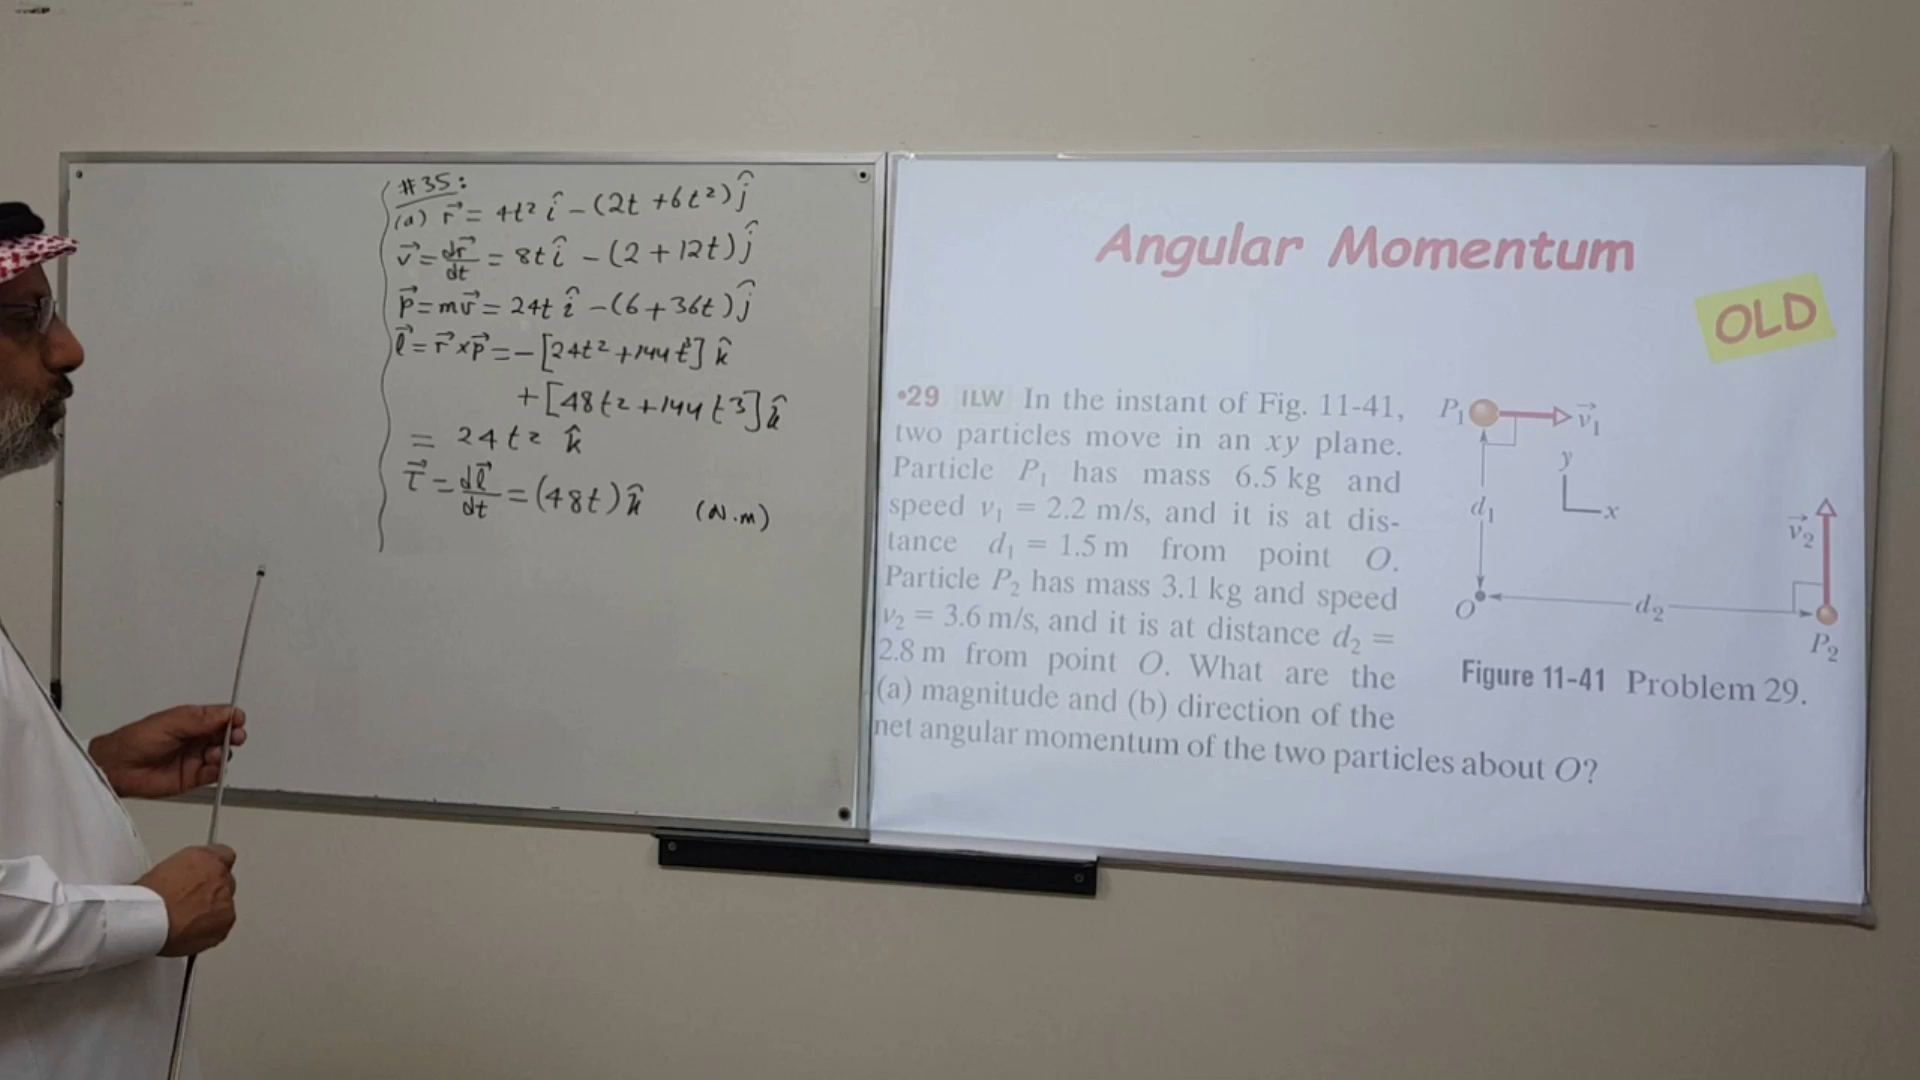 #35:
(a) r⃗ = 4t² î – (2t + 6t²) ĵ
v⃗ = dr⃗/dt = 8t î – (2 + 12t) ĵ
p⃗ = mv⃗ = 24t î – (6 + 36t) ĵ
ℓ⃗ = r⃗ × p⃗ = – [24t² + 144 t³] k̂
+ [48t² + 144 t³] k̂
= 24t² k̂
τ⃗ = dℓ⃗/dt = (48t) k̂ (N.m)
Angular Momentum
OLD
•29 ILW In the instant of Fig. 11-41,
two particles move in an xy plane.
Particle P₁ has mass 6.5 kg and
speed v₁ = 2.2 m/s, and it is at dis-
tance d₁ = 1.5 m from point O.
Particle P₂ has mass 3.1 kg and speed
v₂ = 3.6 m/s, and it is at distance d₂ =
2.8 m from point O. What are the
(a) magnitude and (b) direction of the
net angular momentum of the two particles about O?
P₁ v⃗₁
y
d₁ x
v⃗₂
O d₂
P₂
Figure 11-41 Problem 29.